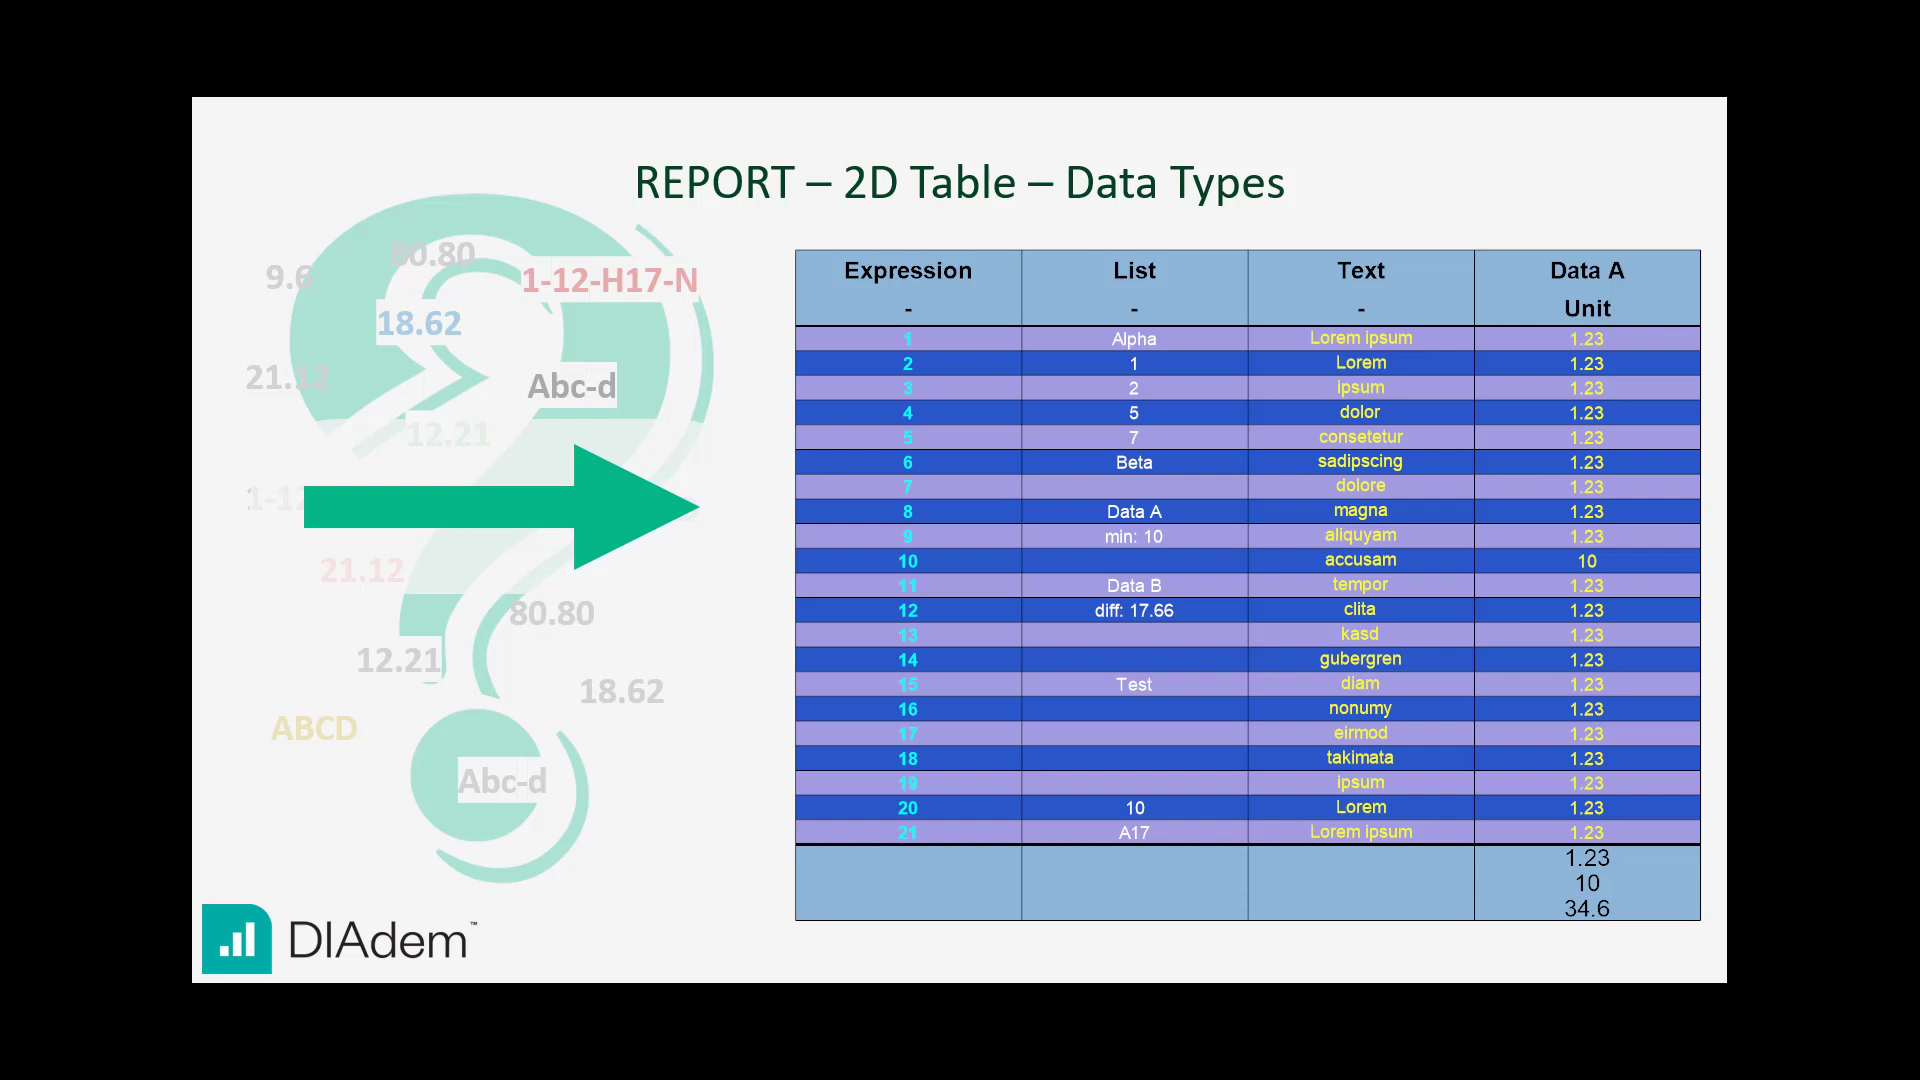 REPORT – 2D Table – Data Types
9.6
80.80
1-12-H17-N
18.62
21.12
Abc-d
12.21
1-12
21.12
80.80
12.21
18.62
ABCD
Abc-d
DIAdem™
Expression List Text Data A
- - - Unit
1 Alpha Lorem ipsum 1.23
2 1 Lorem 1.23
3 2 ipsum 1.23
4 5 dolor 1.23
5 7 consetetur 1.23
6 Beta sadipscing 1.23
7 dolore 1.23
8 Data A magna 1.23
9 min: 10 aliquyam 1.23
10 accusam 10
11 Data B tempor 1.23
12 diff: 17.66 clita 1.23
13 kasd 1.23
14 gubergren 1.23
15 Test diam 1.23
16 nonumy 1.23
17 eirmod 1.23
18 takimata 1.23
19 ipsum 1.23
20 10 Lorem 1.23
21 A17 Lorem ipsum 1.23
1.23
10
34.6